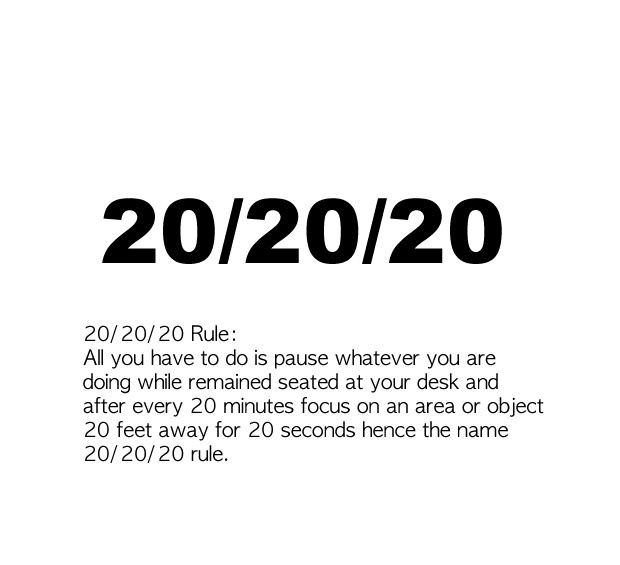 20/20/20
20/20/20 Rule:
All you have to do is pause whatever you are
doing while remained seated at your desk and
after every 20 minutes focus on an area or object
20 feet away for 20 seconds hence the name
20/20/20 rule.